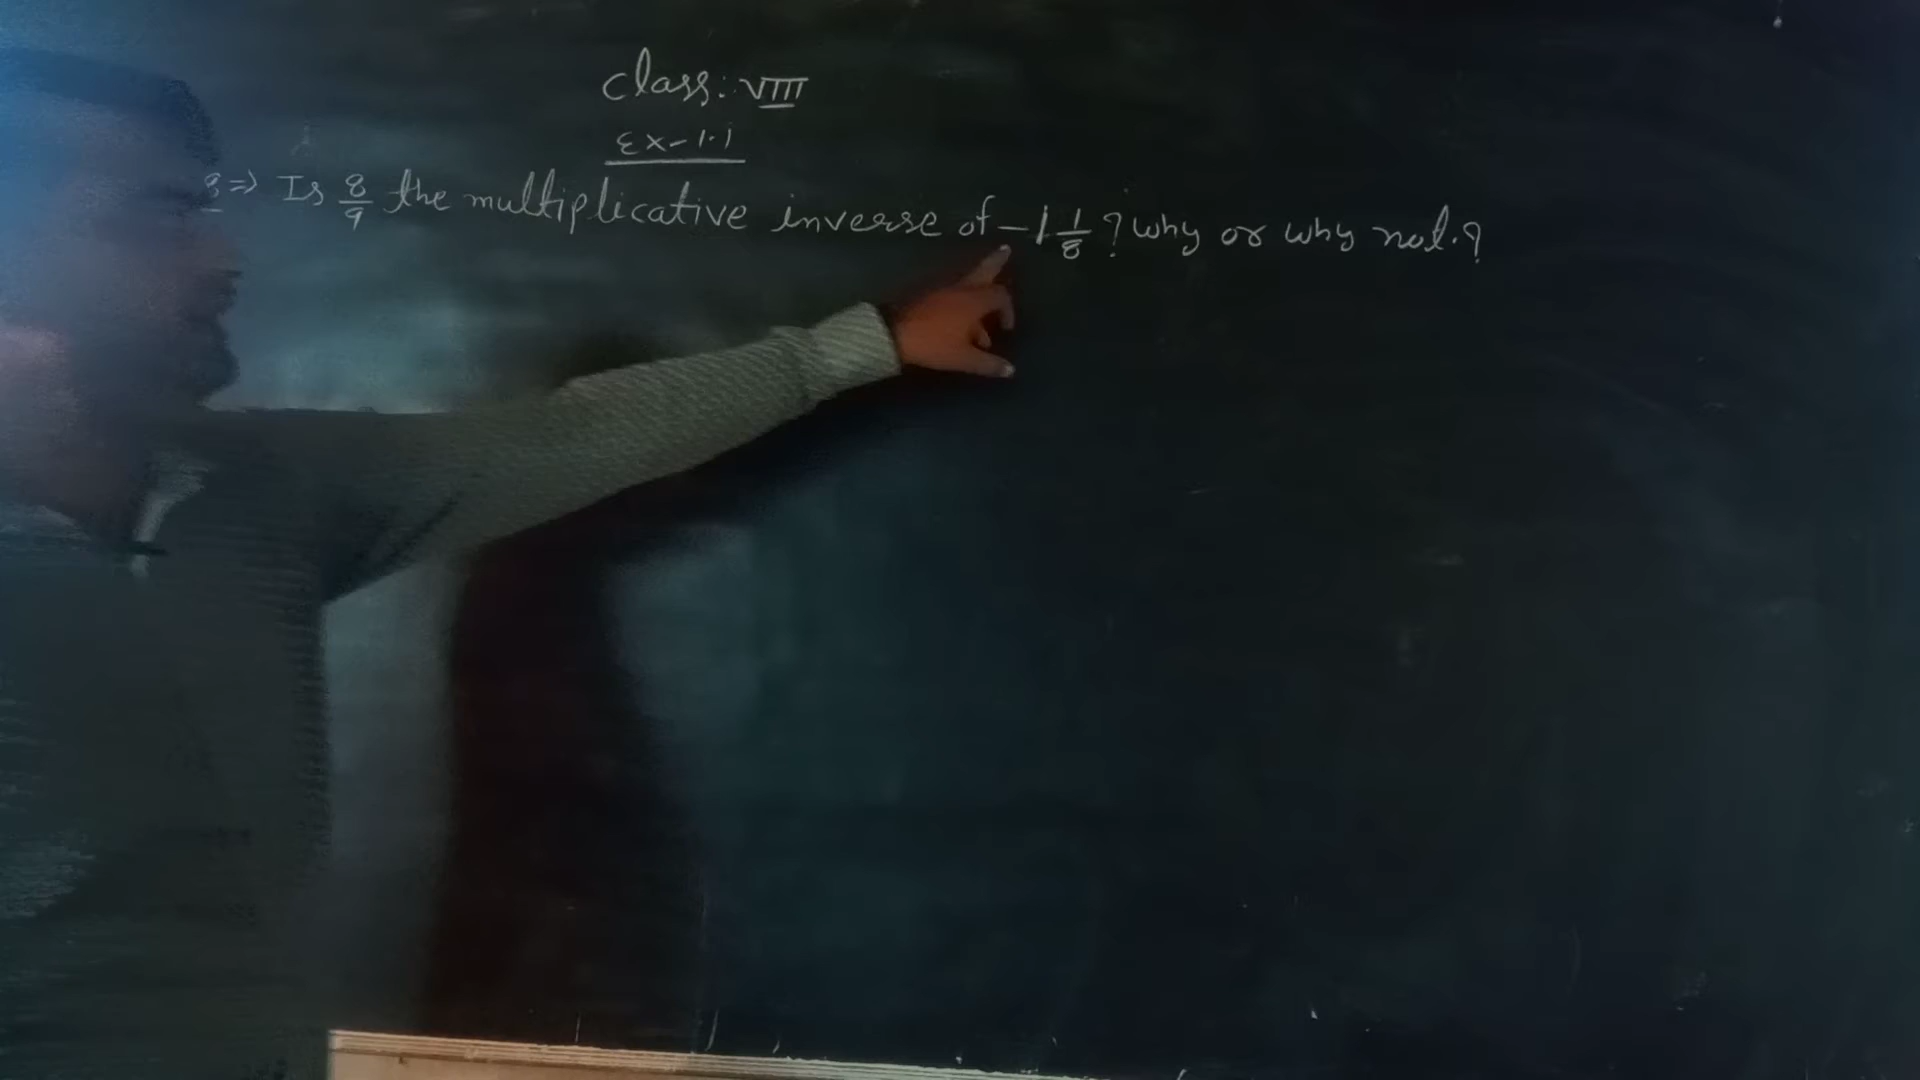 Class: VIII
Ex-1.1
8⇒ Is 8/9 the multiplicative inverse of -1 1/8? why or why not.?